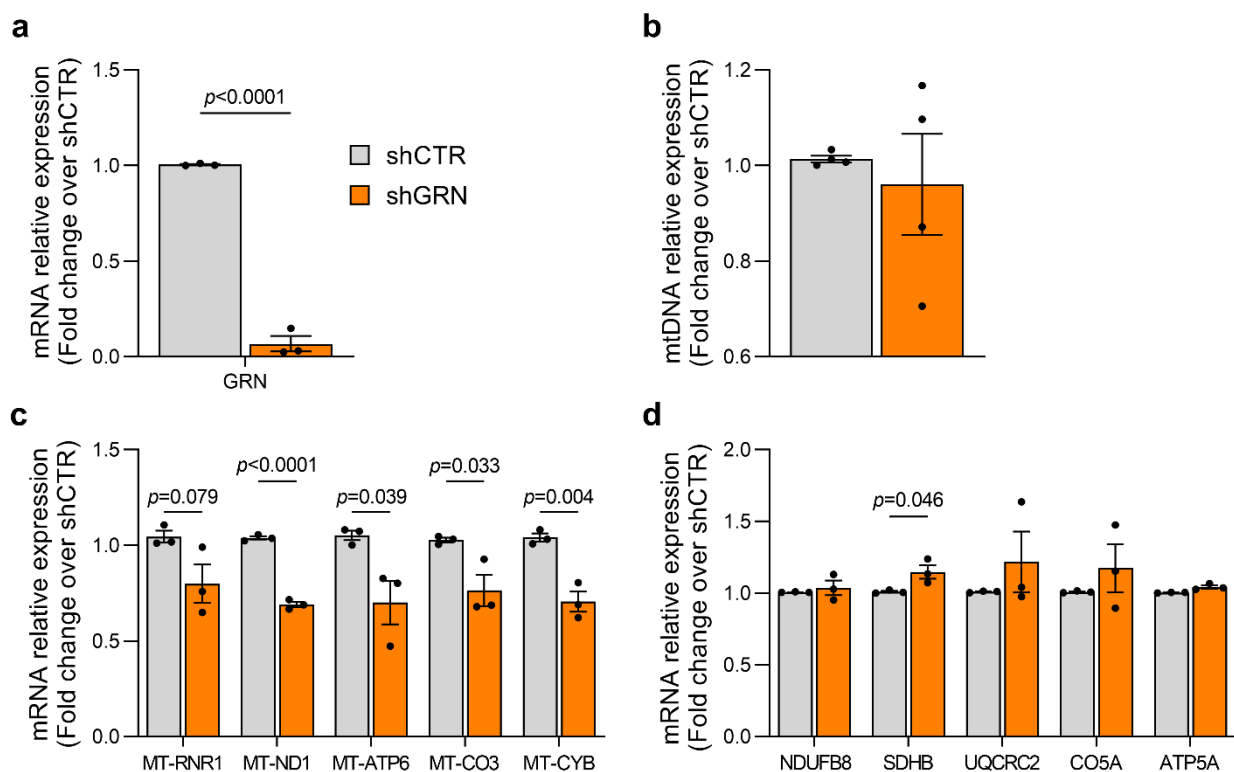 a
mRNA relative expression
(Fold change over shCTR)
1.5
1.0
0.5
0.0
p<0.0001
shCTR
shGRN
GRN
b
mtDNA relative expression
(Fold change over shCTR)
1.2
1.0
0.8
0.6
c
mRNA relative expression
(Fold change over shCTR)
1.5
1.0
0.5
0.0
p=0.079
p<0.0001
p=0.039
p=0.033
p=0.004
MT-RNR1 MT-ND1 MT-ATP6 MT-CO3 MT-CYB
d
mRNA relative expression
(Fold change over shCTR)
2.0
1.5
1.0
0.5
0.0
p=0.046
NDUFB8 SDHB UQCRC2 CO5A ATP5A